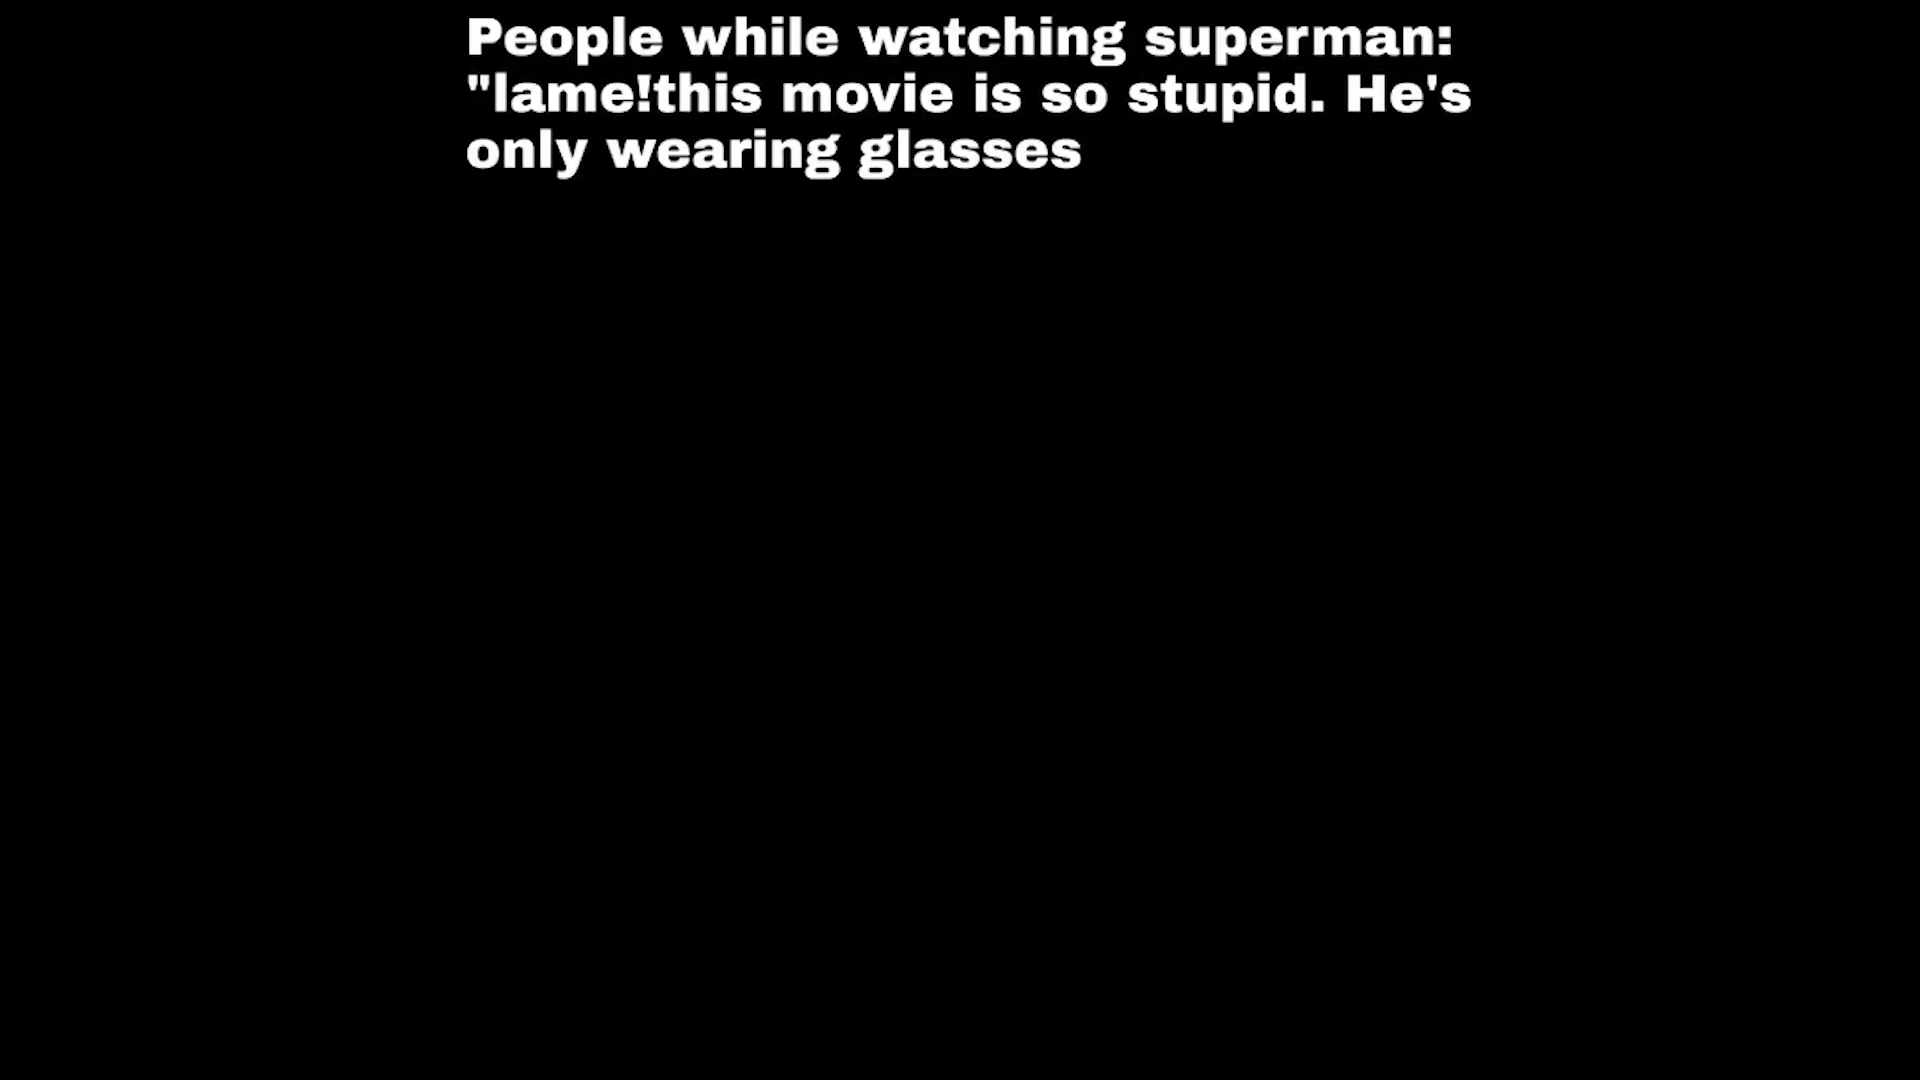 People while watching superman:
"lame!this movie is so stupid. He's
only wearing glasses